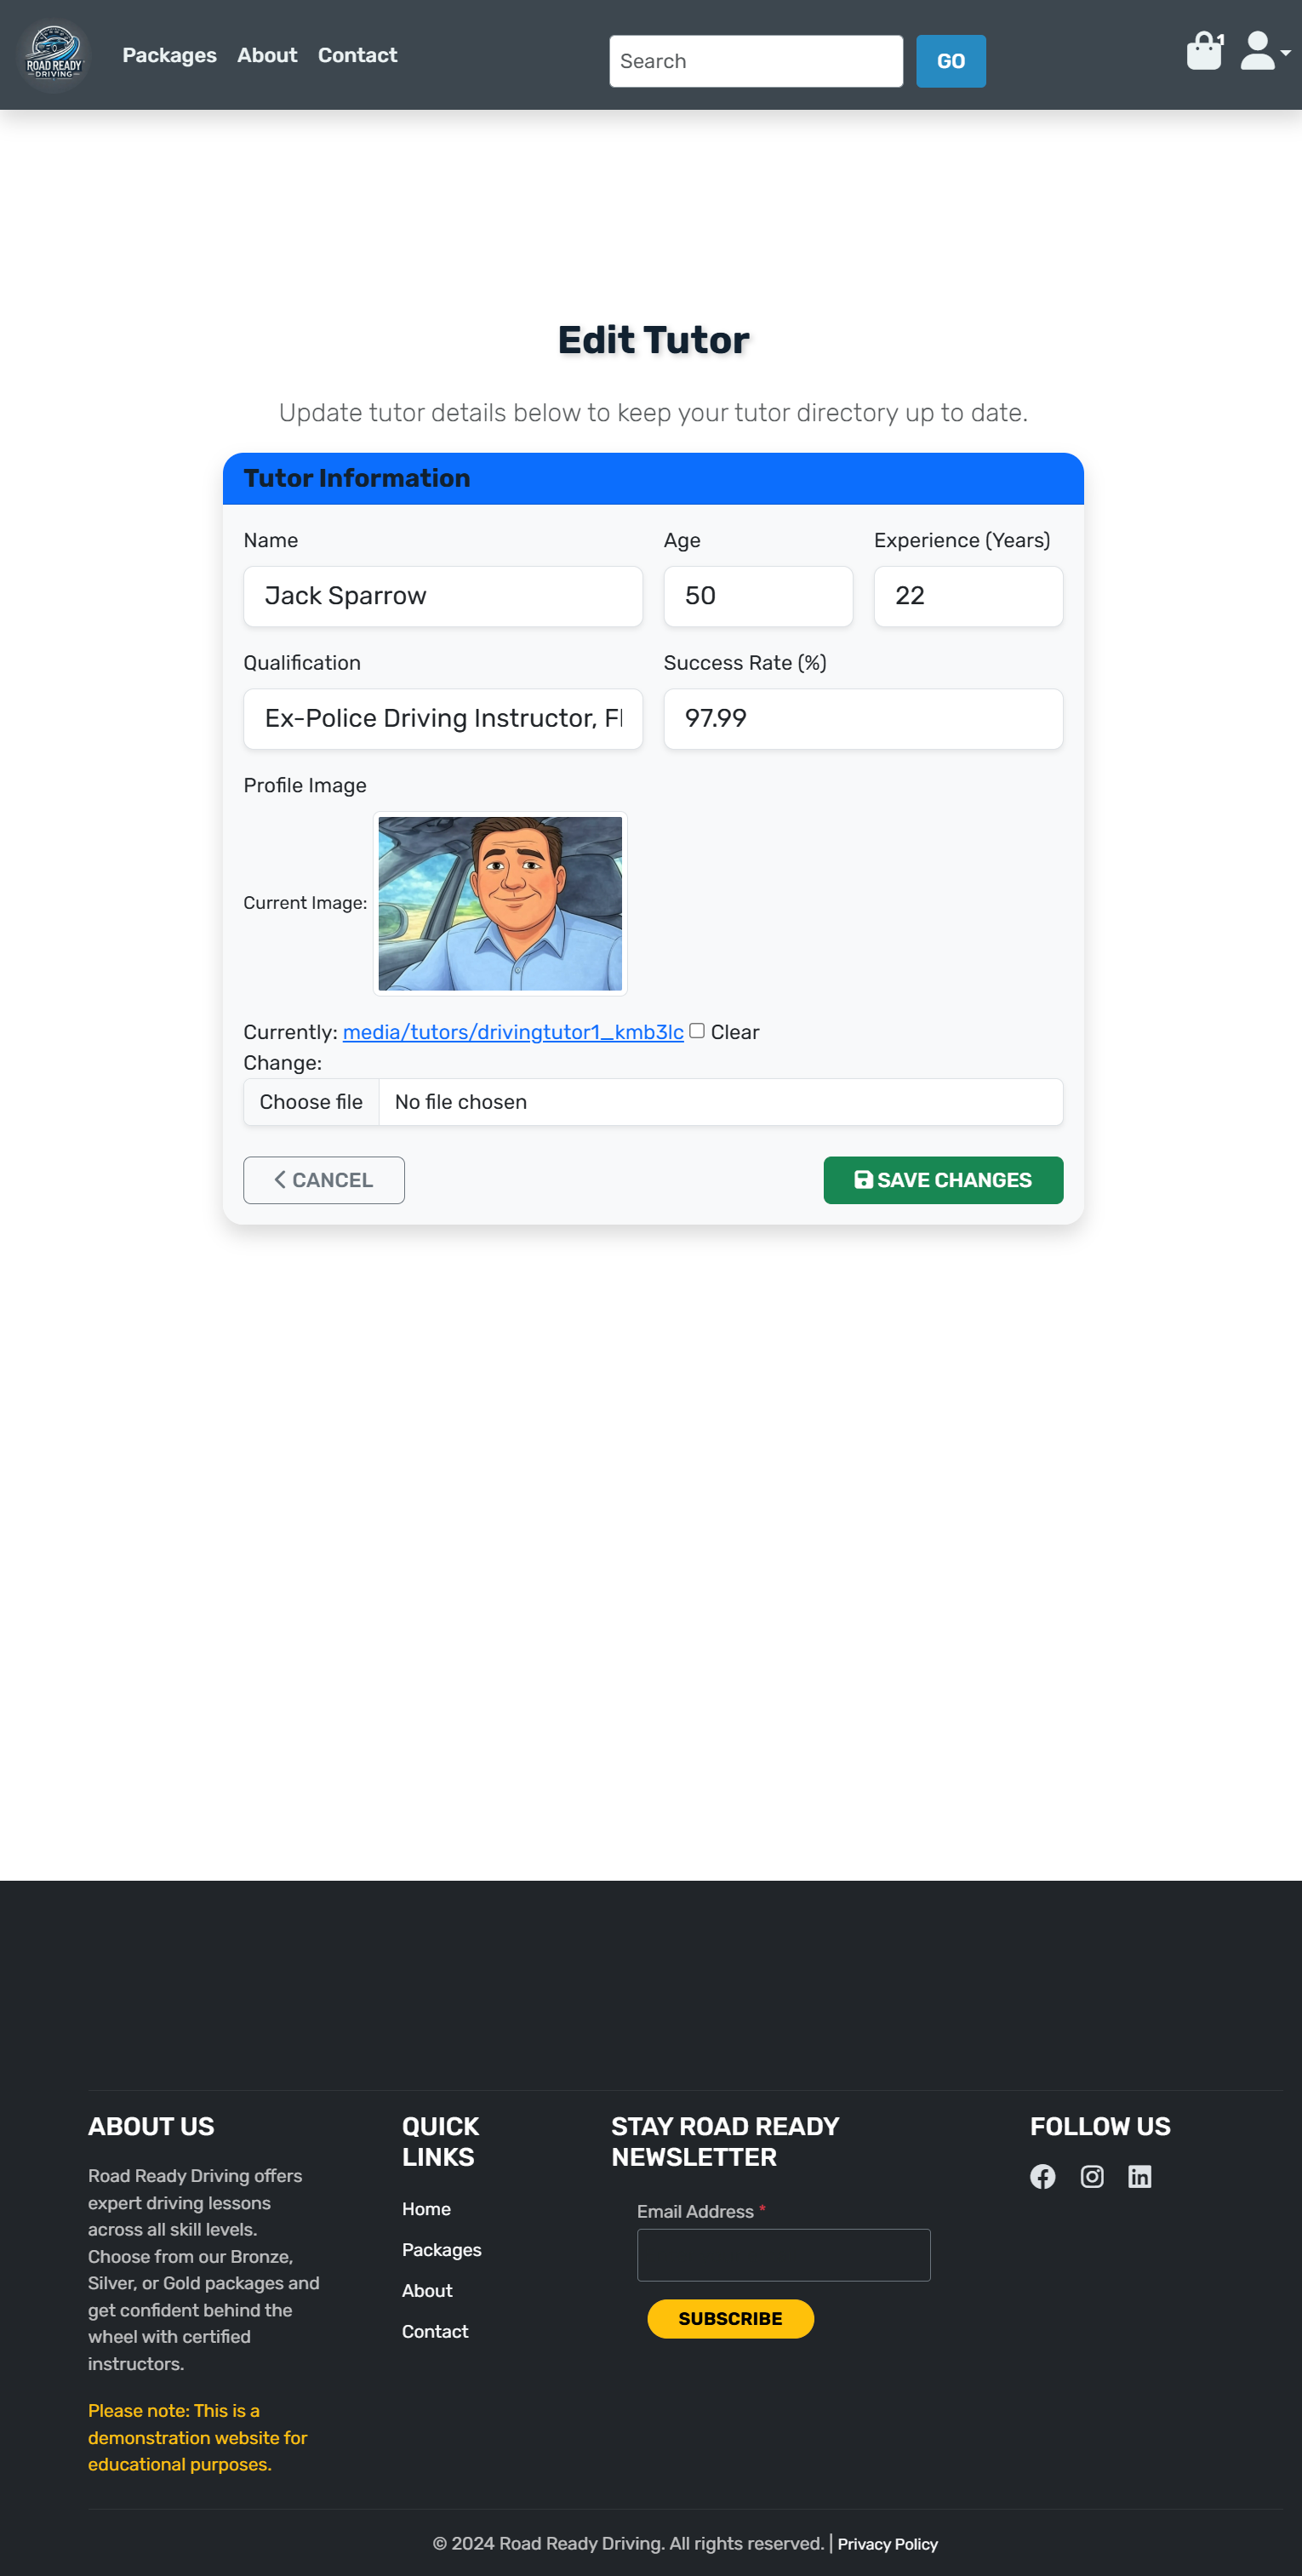 ROAD READY
DRIVING
Packages About Contact
Search
GO
1
Edit Tutor
Update tutor details below to keep your tutor directory up to date.
Tutor Information
Name Age Experience (Years)
Jack Sparrow 50 22
Qualification Success Rate (%)
Ex-Police Driving Instructor, 97.99
Profile Image
Current Image:
Currently: media/tutors/drivingtutor1_kmb3lc Clear
Change:
Choose file No file chosen
CANCEL
SAVE CHANGES
ABOUT US
Road Ready Driving offers
expert driving lessons
across all skill levels.
Choose from our Bronze,
Silver, or Gold packages and
get confident behind the
wheel with certified
instructors.
Please note: This is a
demonstration website for
educational purposes.
QUICK
LINKS
Home
Packages
About
Contact
STAY ROAD READY
NEWSLETTER
Email Address *
SUBSCRIBE
FOLLOW US
© 2024 Road Ready Driving. All rights reserved. | Privacy Policy